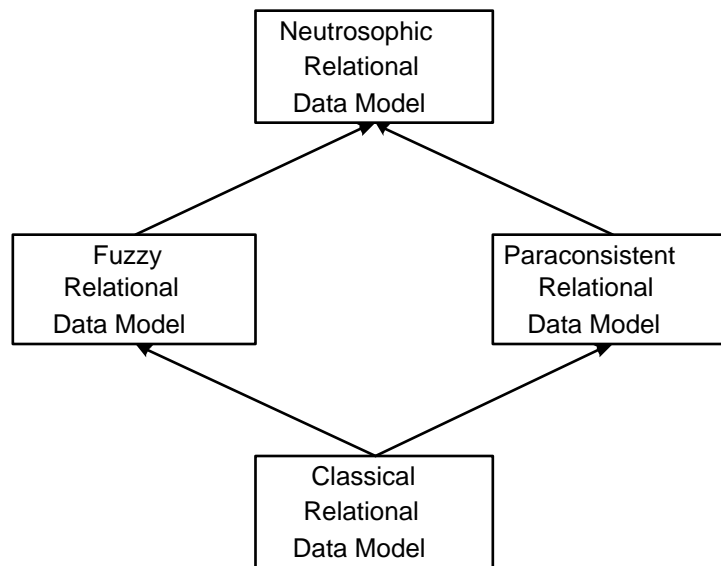 Neutrosophic
Relational
Data Model
Fuzzy
Relational
Data Model
Paraconsistent
Relational
Data Model
Classical
Relational
Data Model